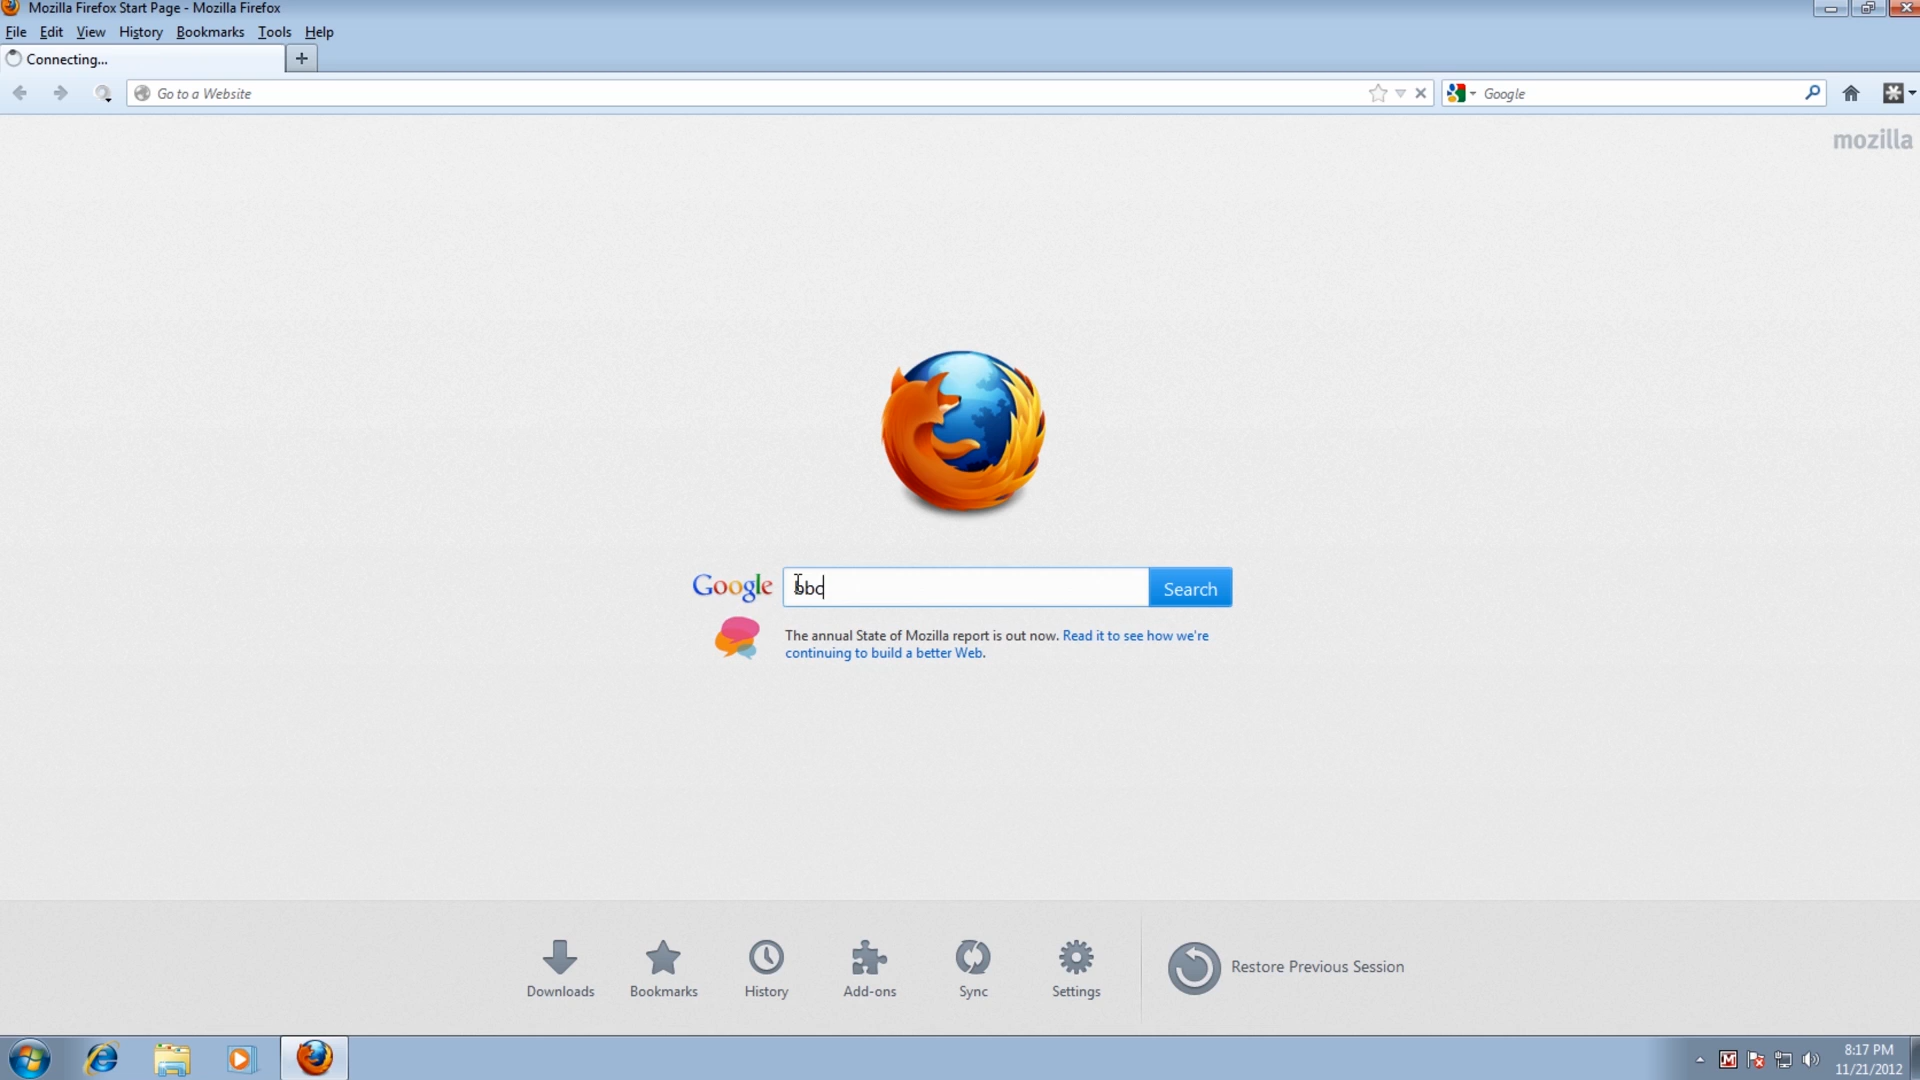 Mozilla Firefox Start Page - Mozilla Firefox
File Edit View History Bookmarks Tools Help
Connecting...
Go to a Website Google
mozilla
Google bbc Search
The annual State of Mozilla report is out now. Read it to see how we're
continuing to build a better Web.
Downloads Bookmarks History Add-ons Sync Settings Restore Previous Session
8:17 PM
11/21/2012